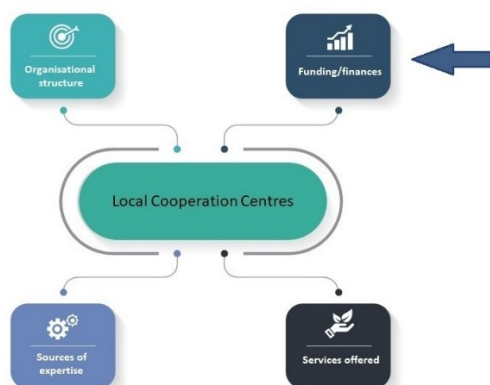 Organisational
structure
Funding/finances
Local Cooperation Centres
Sources of
expertise
Services offered